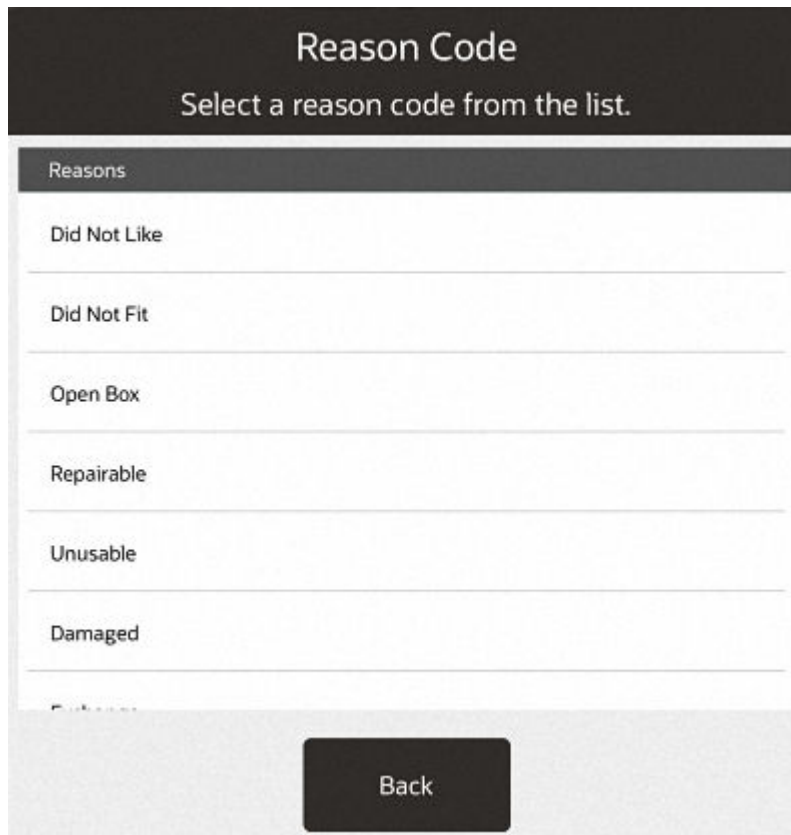 Reason Code
Select a reason code from the list.
Reasons
Did Not Like
Did Not Fit
Open Box
Repairable
Unusable
Damaged
Back